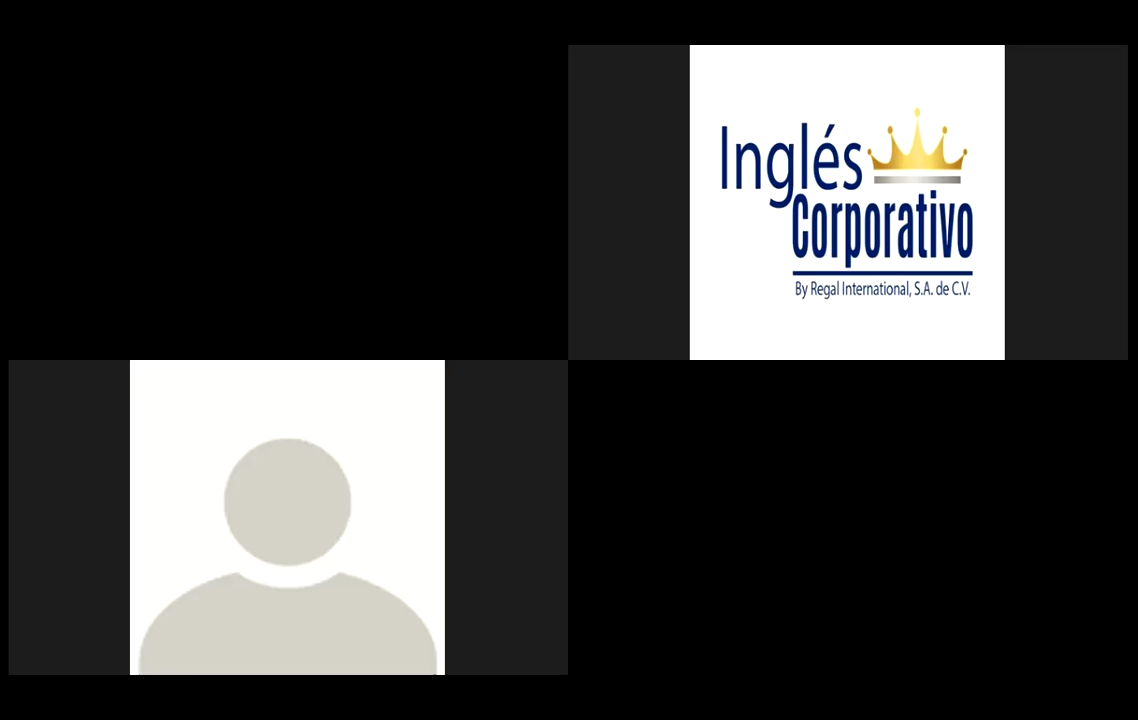 Inglés
Corporativo
By Regal International, S.A. de C.V.